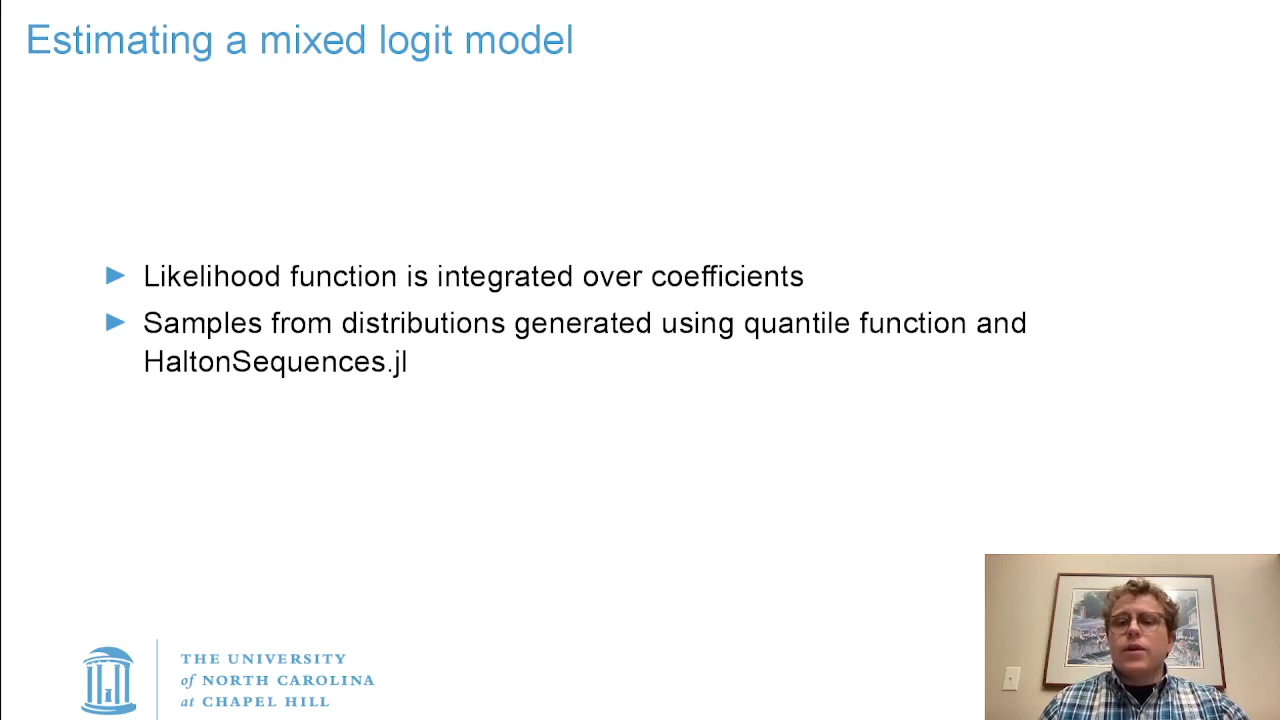 Estimating a mixed logit model
Likelihood function is integrated over coefficients
Samples from distributions generated using quantile function and
HaltonSequences.jl
THE UNIVERSITY
of NORTH CAROLINA
at CHAPEL HILL